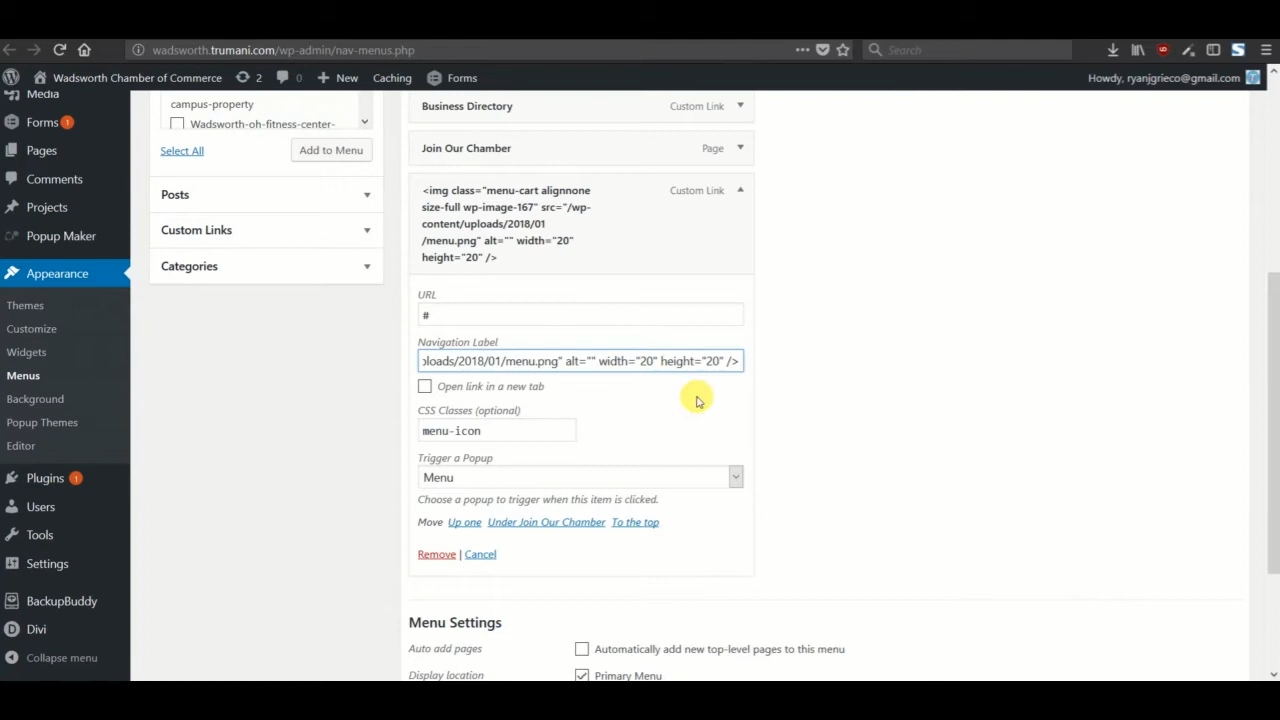 wadsworth.trumani.com/wp-admin/nav-menus.php
Search
Wadsworth Chamber of Commerce
2
0
New
Caching
Forms
Howdy, ryanjgrieco@gmail.com
Media
Forms 1
Pages
Comments
Projects
Popup Maker
Appearance
Themes
Customize
Widgets
Menus
Background
Popup Themes
Editor
Plugins 1
Users
Tools
Settings
BackupBuddy
Divi
Collapse menu
campus-property
Wadsworth-oh-fitness-center-
Select All
Add to Menu
Posts
Custom Links
Categories
Business Directory
Custom Link
Join Our Chamber
Page
<img class="menu-cart alignnone
size-full wp-image-167" src="/wp-
content/uploads/2018/01
/menu.png" alt="" width="20"
height="20" />
Custom Link
URL
#
Navigation Label
loads/2018/01/menu.png" alt="" width="20" height="20" />
Open link in a new tab
CSS Classes (optional)
menu-icon
Trigger a Popup
Menu
Choose a popup to trigger when this item is clicked.
Move Up one Under Join Our Chamber To the top
Remove | Cancel
Menu Settings
Auto add pages
Automatically add new top-level pages to this menu
Display location
Primary Menu